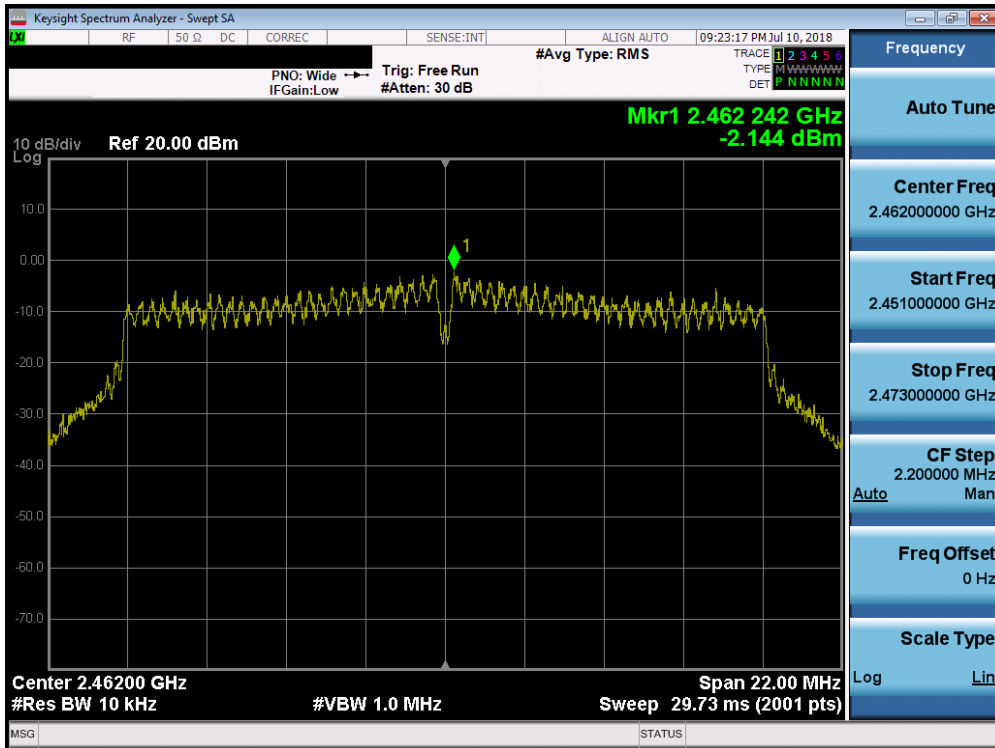 Keysight Spectrum Analyzer - Swept SA
LXI RF 50 Ω DC CORREC SENSE:INT ALIGN AUTO 09:23:17 PM Jul 10, 2018
#Avg Type: RMS TRACE 1 2 3 4 5 6
PNO: Wide Trig: Free Run TYPE M W W W W W
IFGain:Low #Atten: 30 dB DET P N N N N N
Mkr1 2.462 242 GHz
-2.144 dBm
10 dB/div Ref 20.00 dBm
Log
1
10.0
0.00
-10.0
-20.0
-30.0
-40.0
-50.0
-60.0
-70.0
Center 2.46200 GHz Span 22.00 MHz
#Res BW 10 kHz #VBW 1.0 MHz Sweep 29.73 ms (2001 pts)
MSG STATUS
Frequency
Auto Tune
Center Freq
2.462000000 GHz
Start Freq
2.451000000 GHz
Stop Freq
2.473000000 GHz
CF Step
2.200000 MHz
Auto Man
Freq Offset
0 Hz
Scale Type
Log Lin